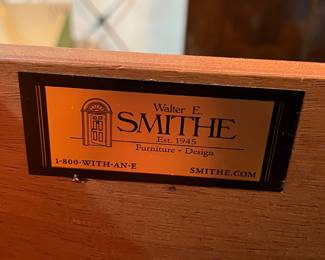 Walter E.
SMITHE
Est. 1945
Furniture • Design
1-800-WITH-AN-E
SMITHE.COM